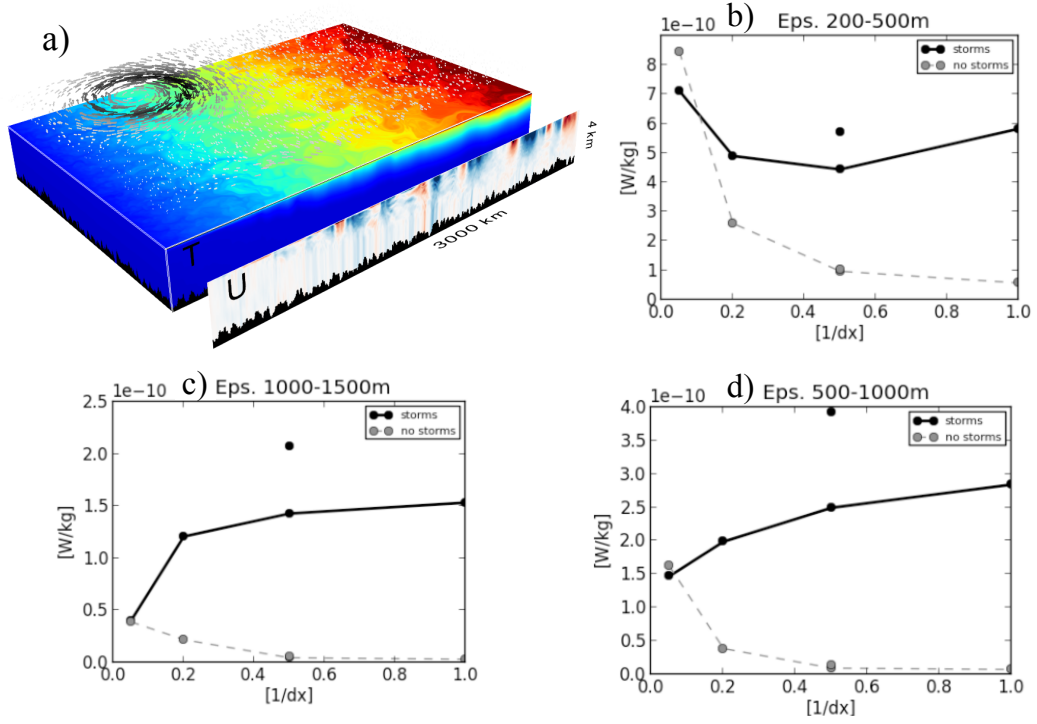 a)
T
U
3000 km
4 km
b)
Eps. 200-500m
1e−10
storms
no storms
[W/kg]
9
8
7
6
5
4
3
2
1
0
0.0
0.2
0.4
0.6
0.8
1.0
[1/dx]
c)
Eps. 1000-1500m
1e−10
storms
no storms
[W/kg]
2.5
2.0
1.5
1.0
0.5
0.0
0.0
0.2
0.4
0.6
0.8
1.0
[1/dx]
d)
Eps. 500-1000m
1e−10
storms
no storms
[W/kg]
4.0
3.5
3.0
2.5
2.0
1.5
1.0
0.5
0.0
0.0
0.2
0.4
0.6
0.8
1.0
[1/dx]